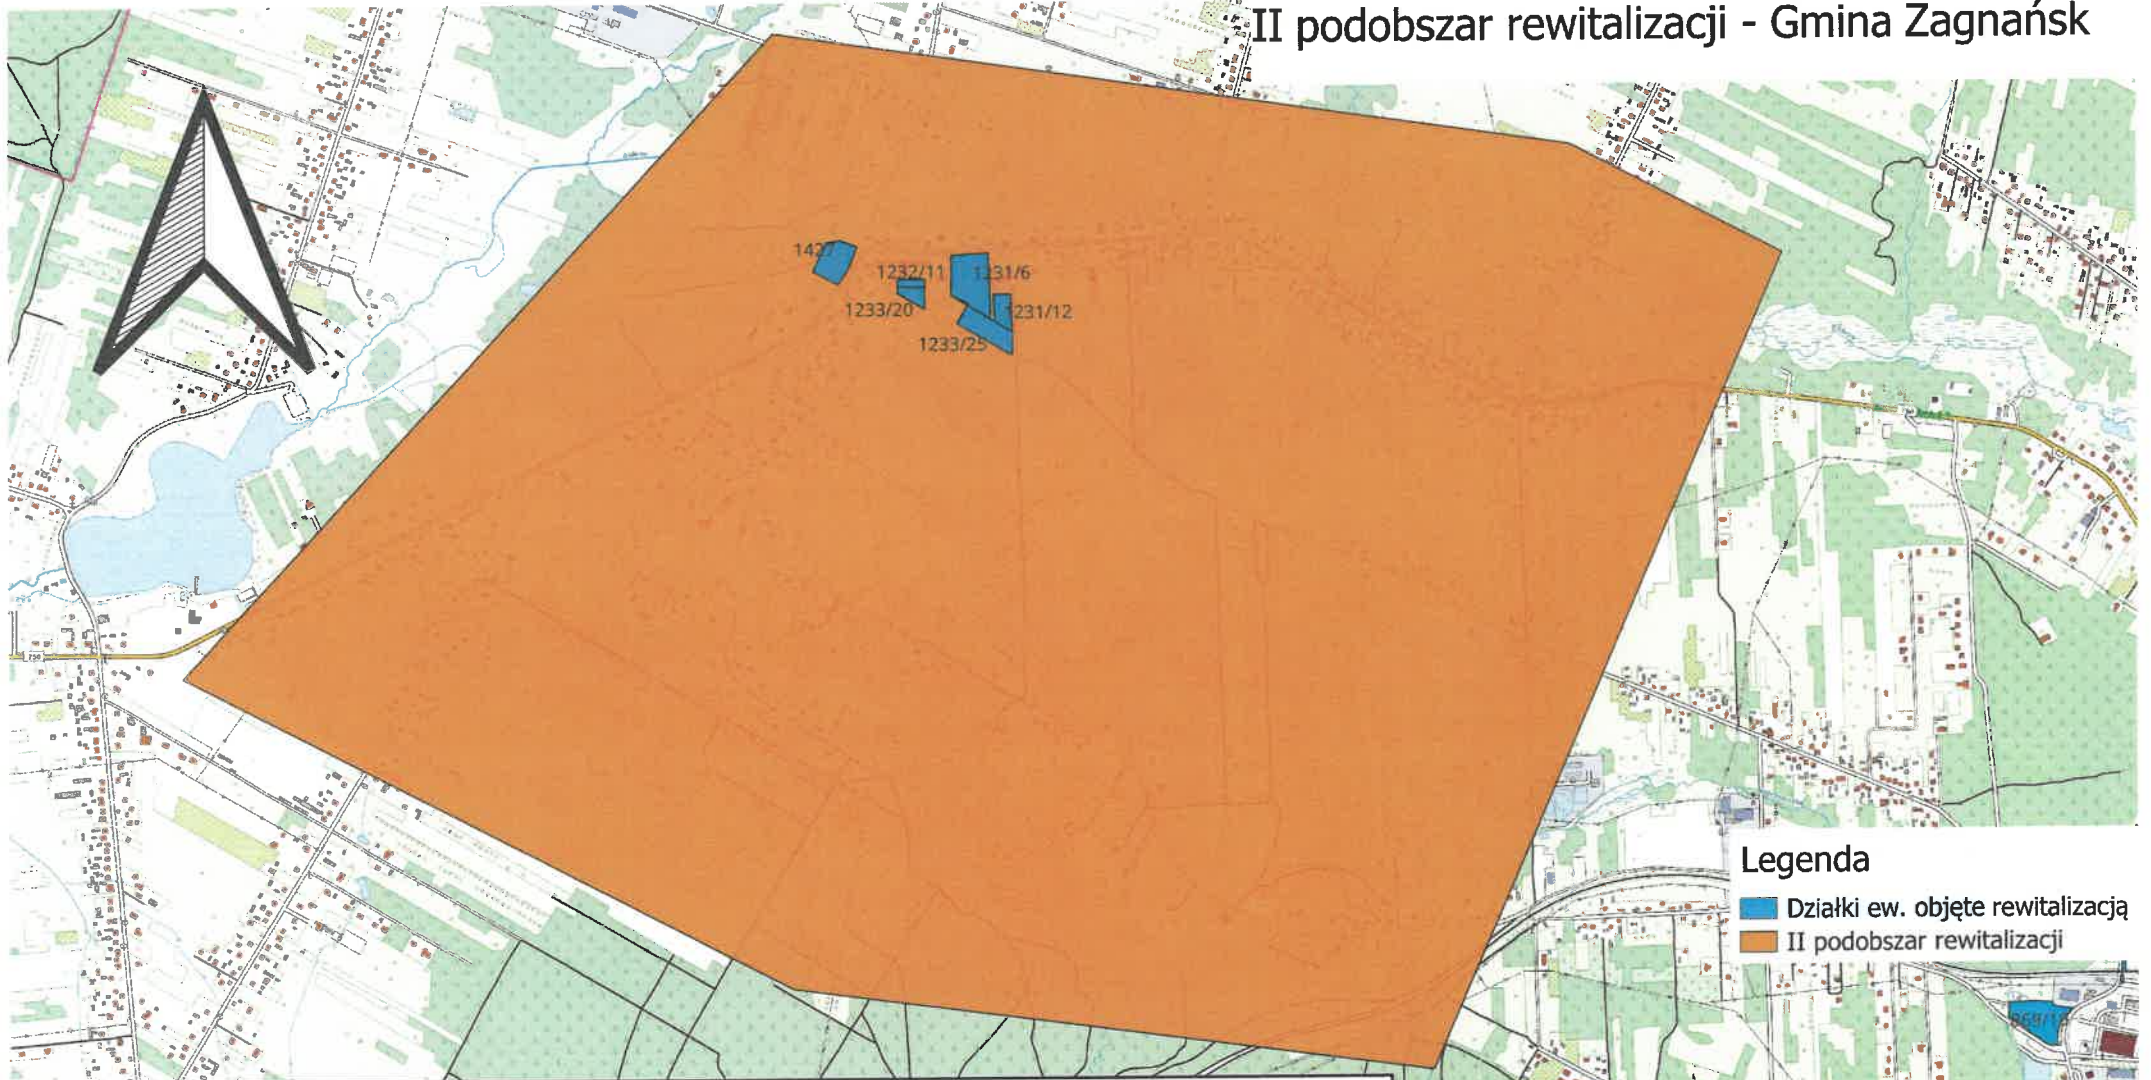 II podobszar rewitalizacji - Gmina Zagnańsk
1427
1232/11
1231/6
1233/20
1231/12
1233/25
Legenda
Działki ew. objęte rewitalizacją
II podobszar rewitalizacji